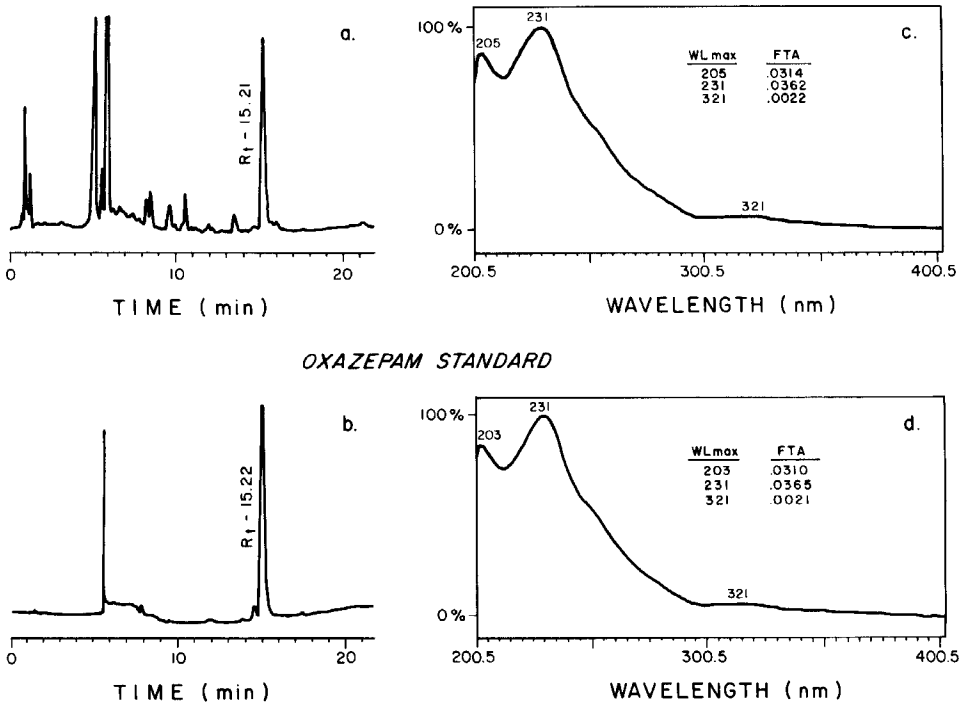 a.
Rt – 15.21
0 10 20
TIME (min)
c.
100%
0%
205
231
321
WLmax FTA
205 .0314
231 .0362
321 .0022
200.5 300.5 400.5
WAVELENGTH (nm)
OXAZEPAM STANDARD
b.
Rt – 15.22
0 10 20
TIME (min)
d.
100%
0%
203
231
321
WLmax FTA
203 .0310
231 .0365
321 .0021
200.5 300.5 400.5
WAVELENGTH (nm)